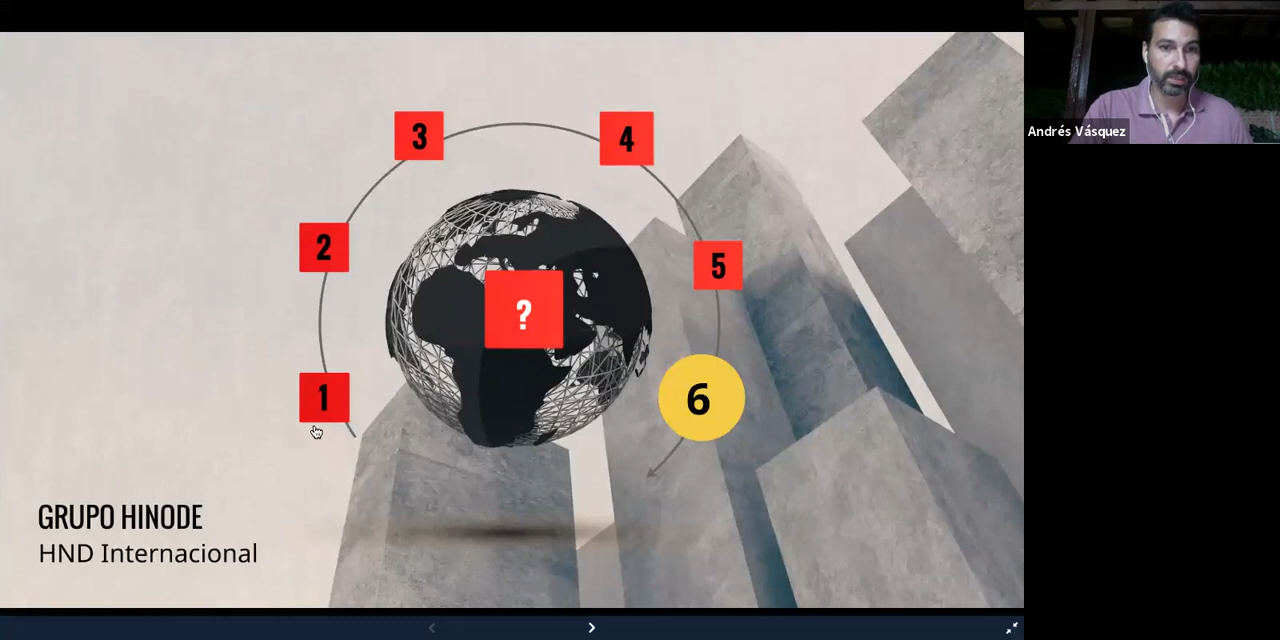 3
4
2
5
?
1
6
GRUPO HINODE
HND Internacional
Andrés Vásquez